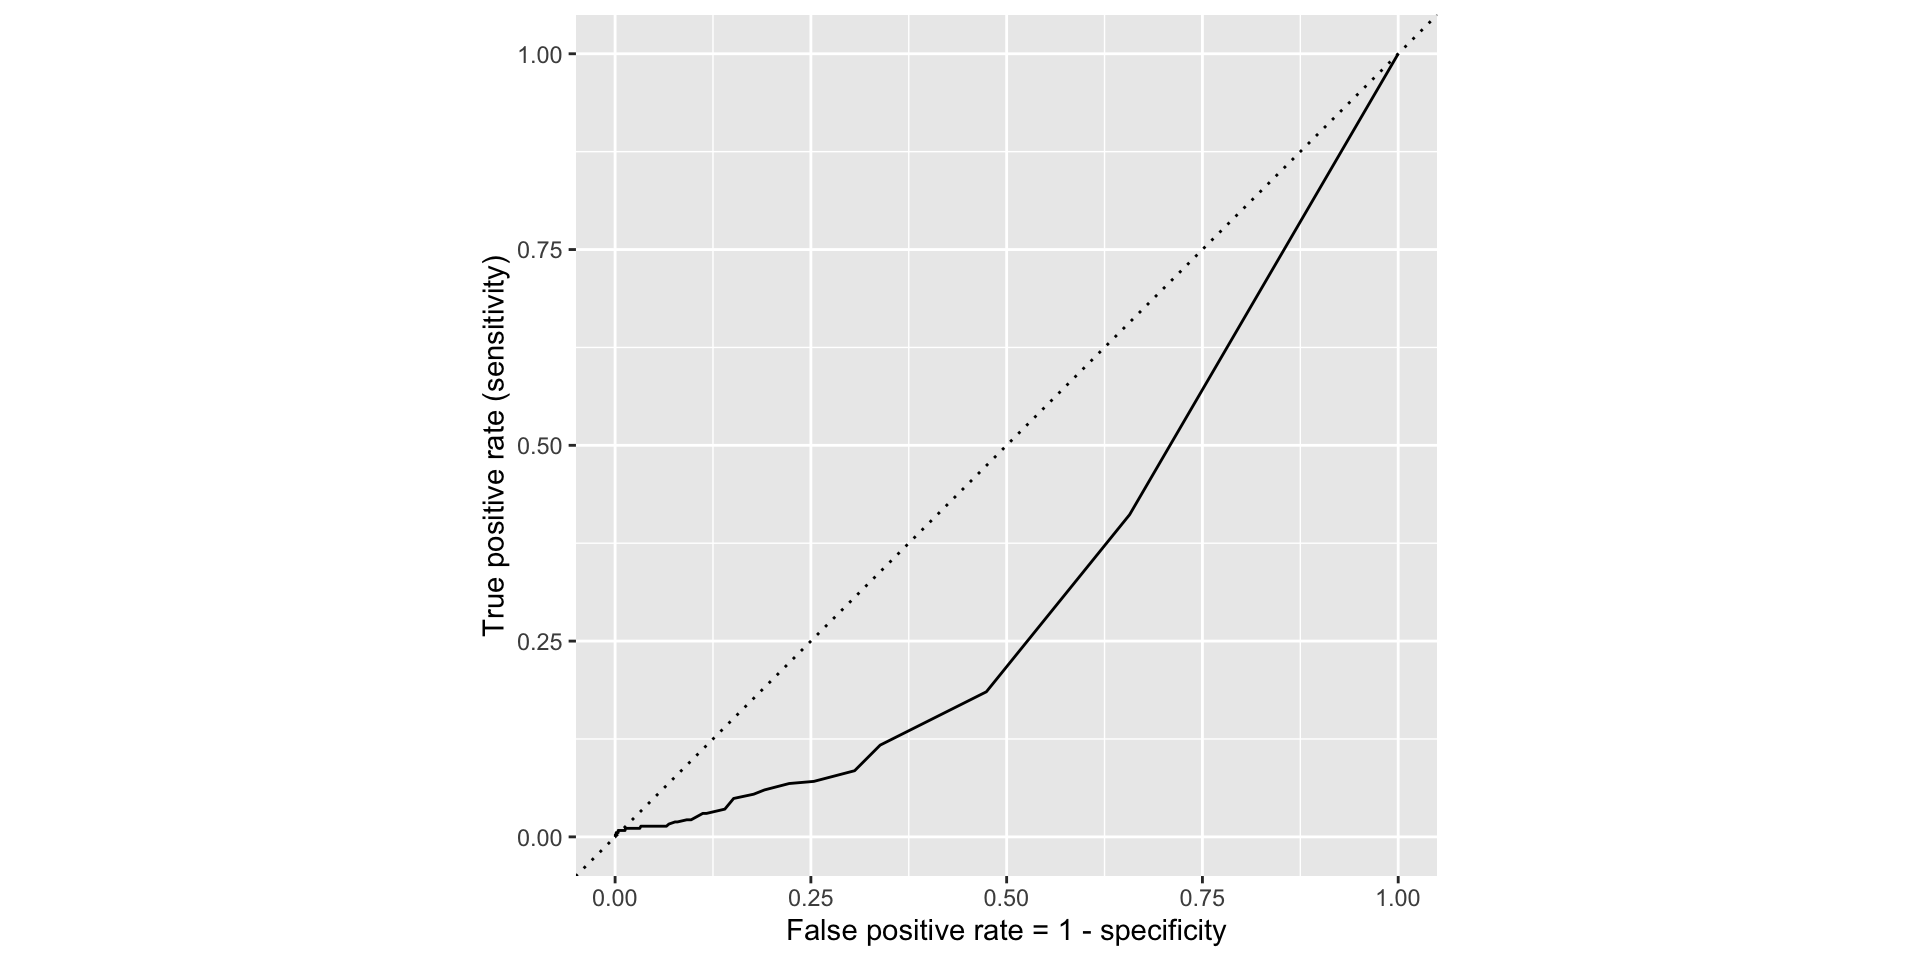 True positive rate (sensitivity)
1.00
0.75
0.50
0.25
0.00
0.00 0.25 0.50 0.75 1.00
False positive rate = 1 - specificity